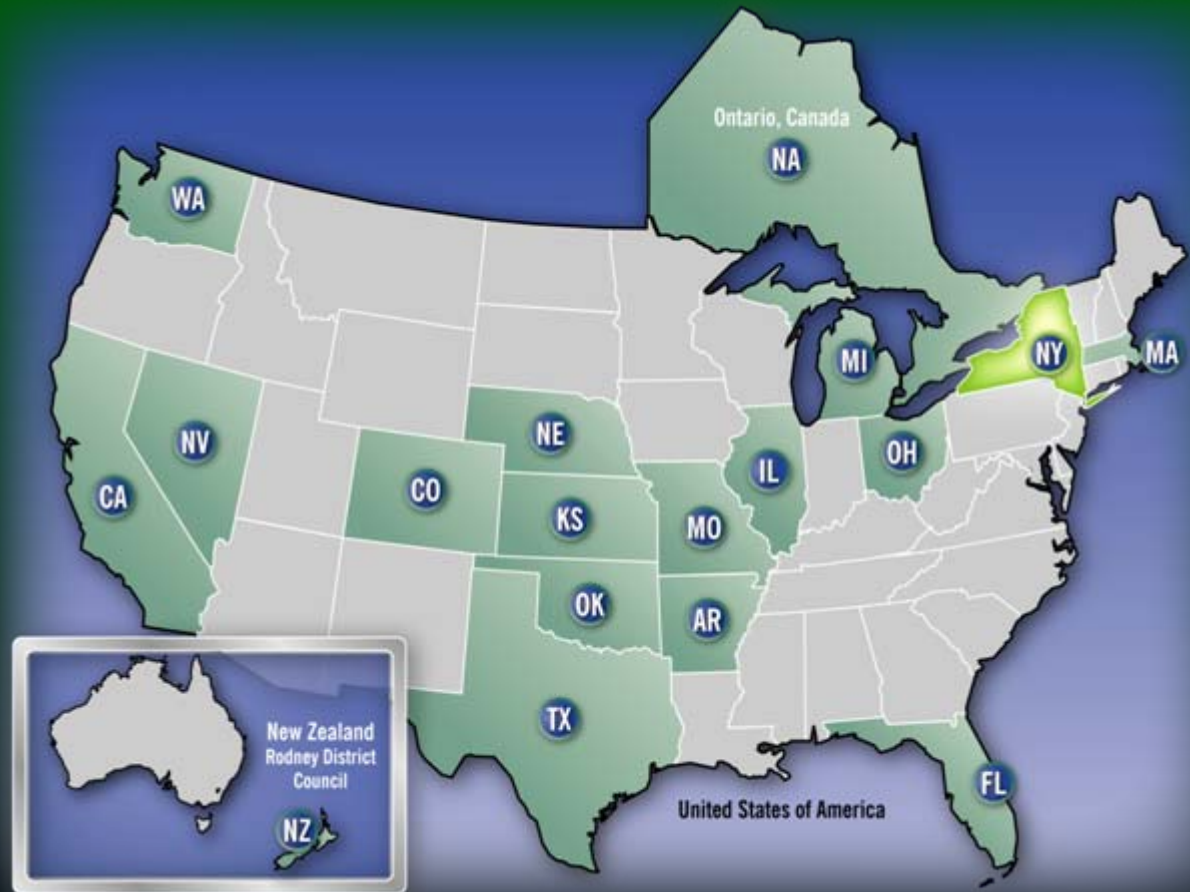 Ontario, Canada
NA
WA
MI
NY
MA
NV
NE
OH
CA
CO
IL
KS
MO
OK
AR
TX
New Zealand
Rodney District
Council
FL
United States of America
NZ